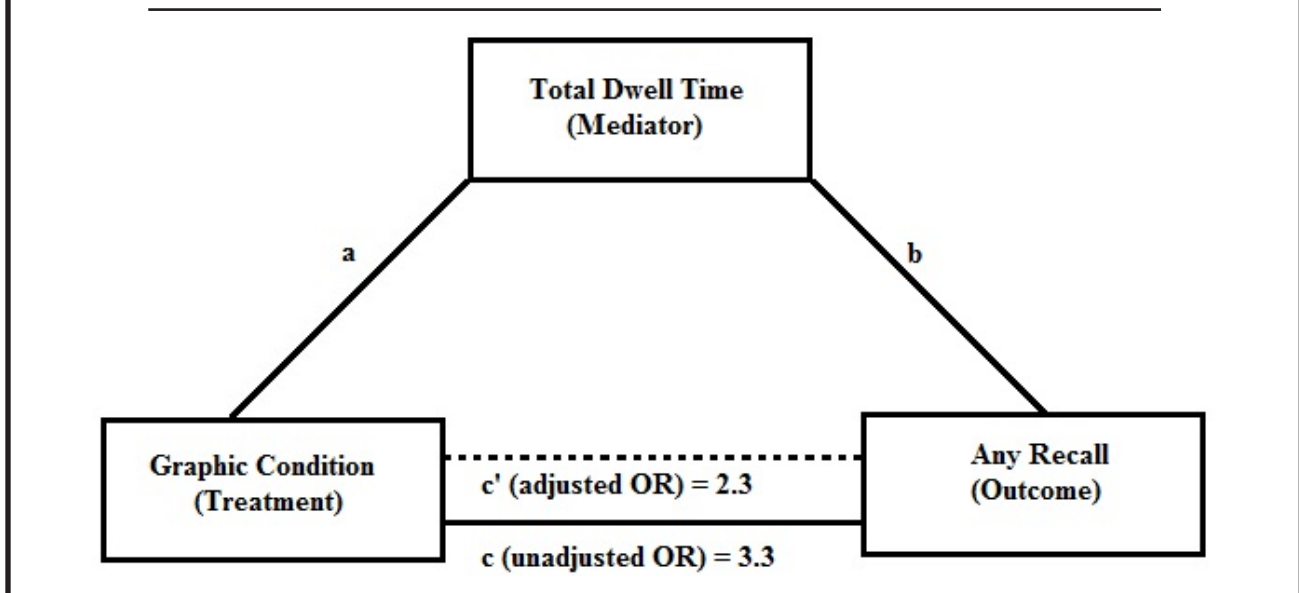 Total Dwell Time
(Mediator)
a
b
Graphic Condition
(Treatment)
Any Recall
(Outcome)
c' (adjusted OR) = 2.3
c (unadjusted OR) = 3.3